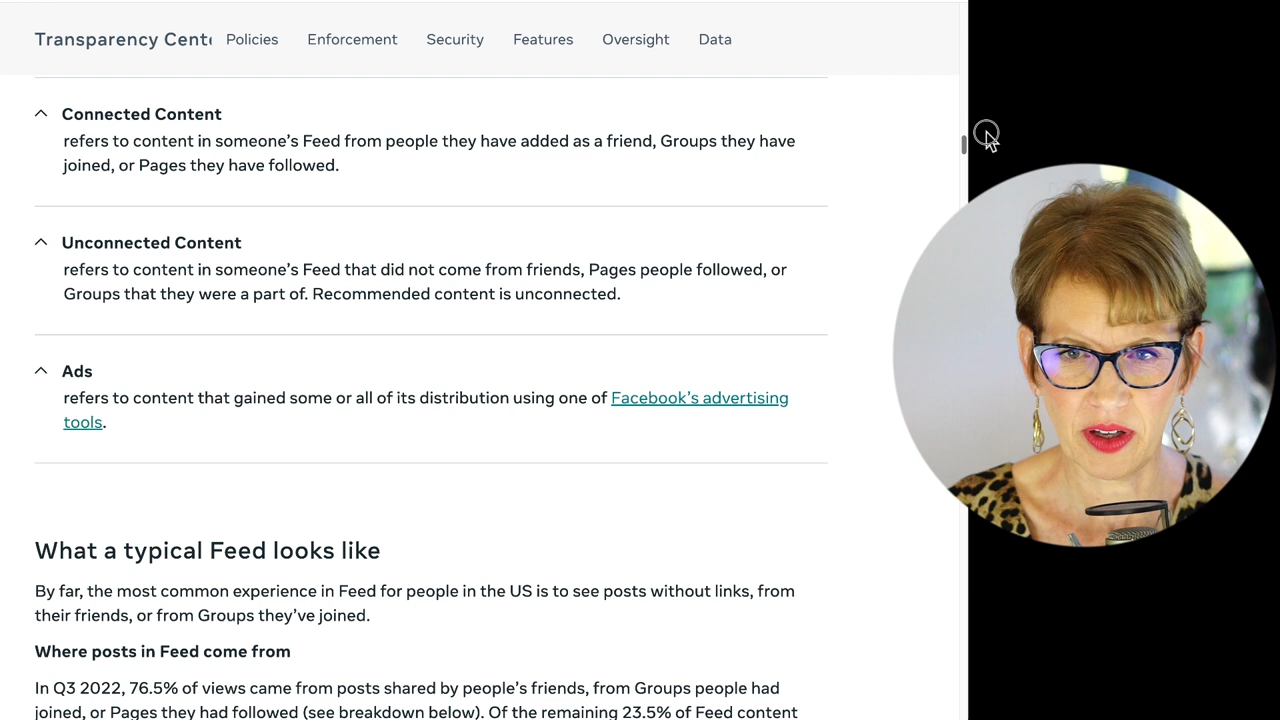 Transparency Cent
Policies
Enforcement
Security
Features
Oversight
Data
Connected Content
refers to content in someone’s Feed from people they have added as a friend, Groups they have
joined, or Pages they have followed.
Unconnected Content
refers to content in someone’s Feed that did not come from friends, Pages people followed, or
Groups that they were a part of. Recommended content is unconnected.
Ads
refers to content that gained some or all of its distribution using one of Facebook’s advertising
tools.
What a typical Feed looks like
By far, the most common experience in Feed for people in the US is to see posts without links, from
their friends, or from Groups they’ve joined.
Where posts in Feed come from
In Q3 2022, 76.5% of views came from posts shared by people’s friends, from Groups people had
joined, or Pages they had followed (see breakdown below). Of the remaining 23.5% of Feed content